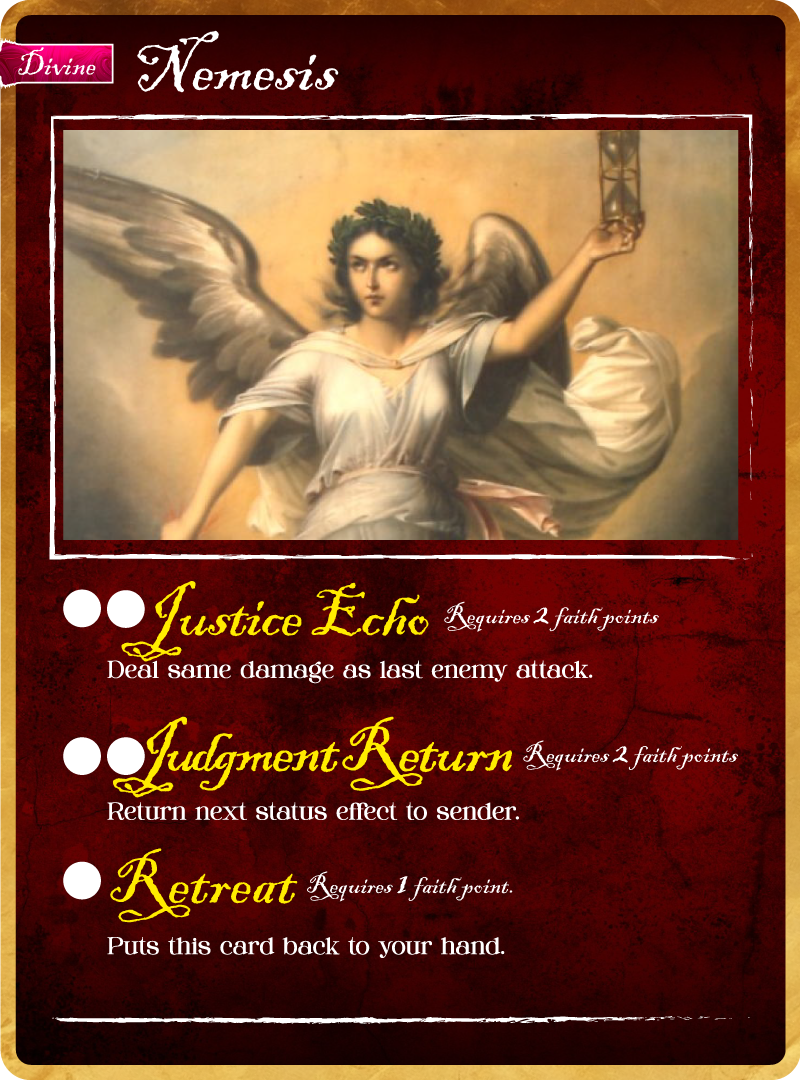 Divine
Nemesis
Justice Echo Requires 2 faith points
Deal same damage as last enemy attack.
Judgment Return Requires 2 faith points
Return next status effect to sender.
Retreat Requires 1 faith point.
Puts this card back to your hand.